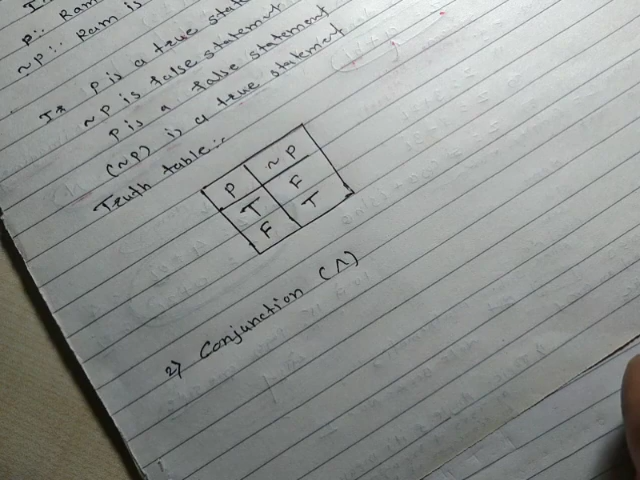 p:. Ram
~p:. Ram is
If p is a true state
~p is false statement
p is a false statement
(~p) is a true statement
Truth table:.
P ~P
T F
F T
2) Conjunction (∧)